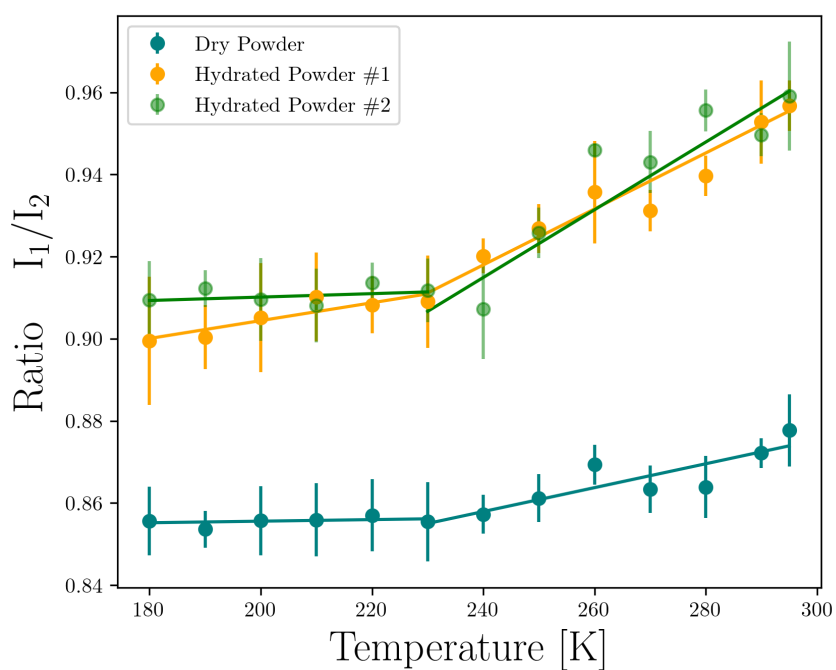 Dry Powder
Hydrated Powder #1
Hydrated Powder #2
Ratio I₁/I₂
0.96
0.94
0.92
0.90
0.88
0.86
0.84
180 200 220 240 260 280 300
Temperature [K]